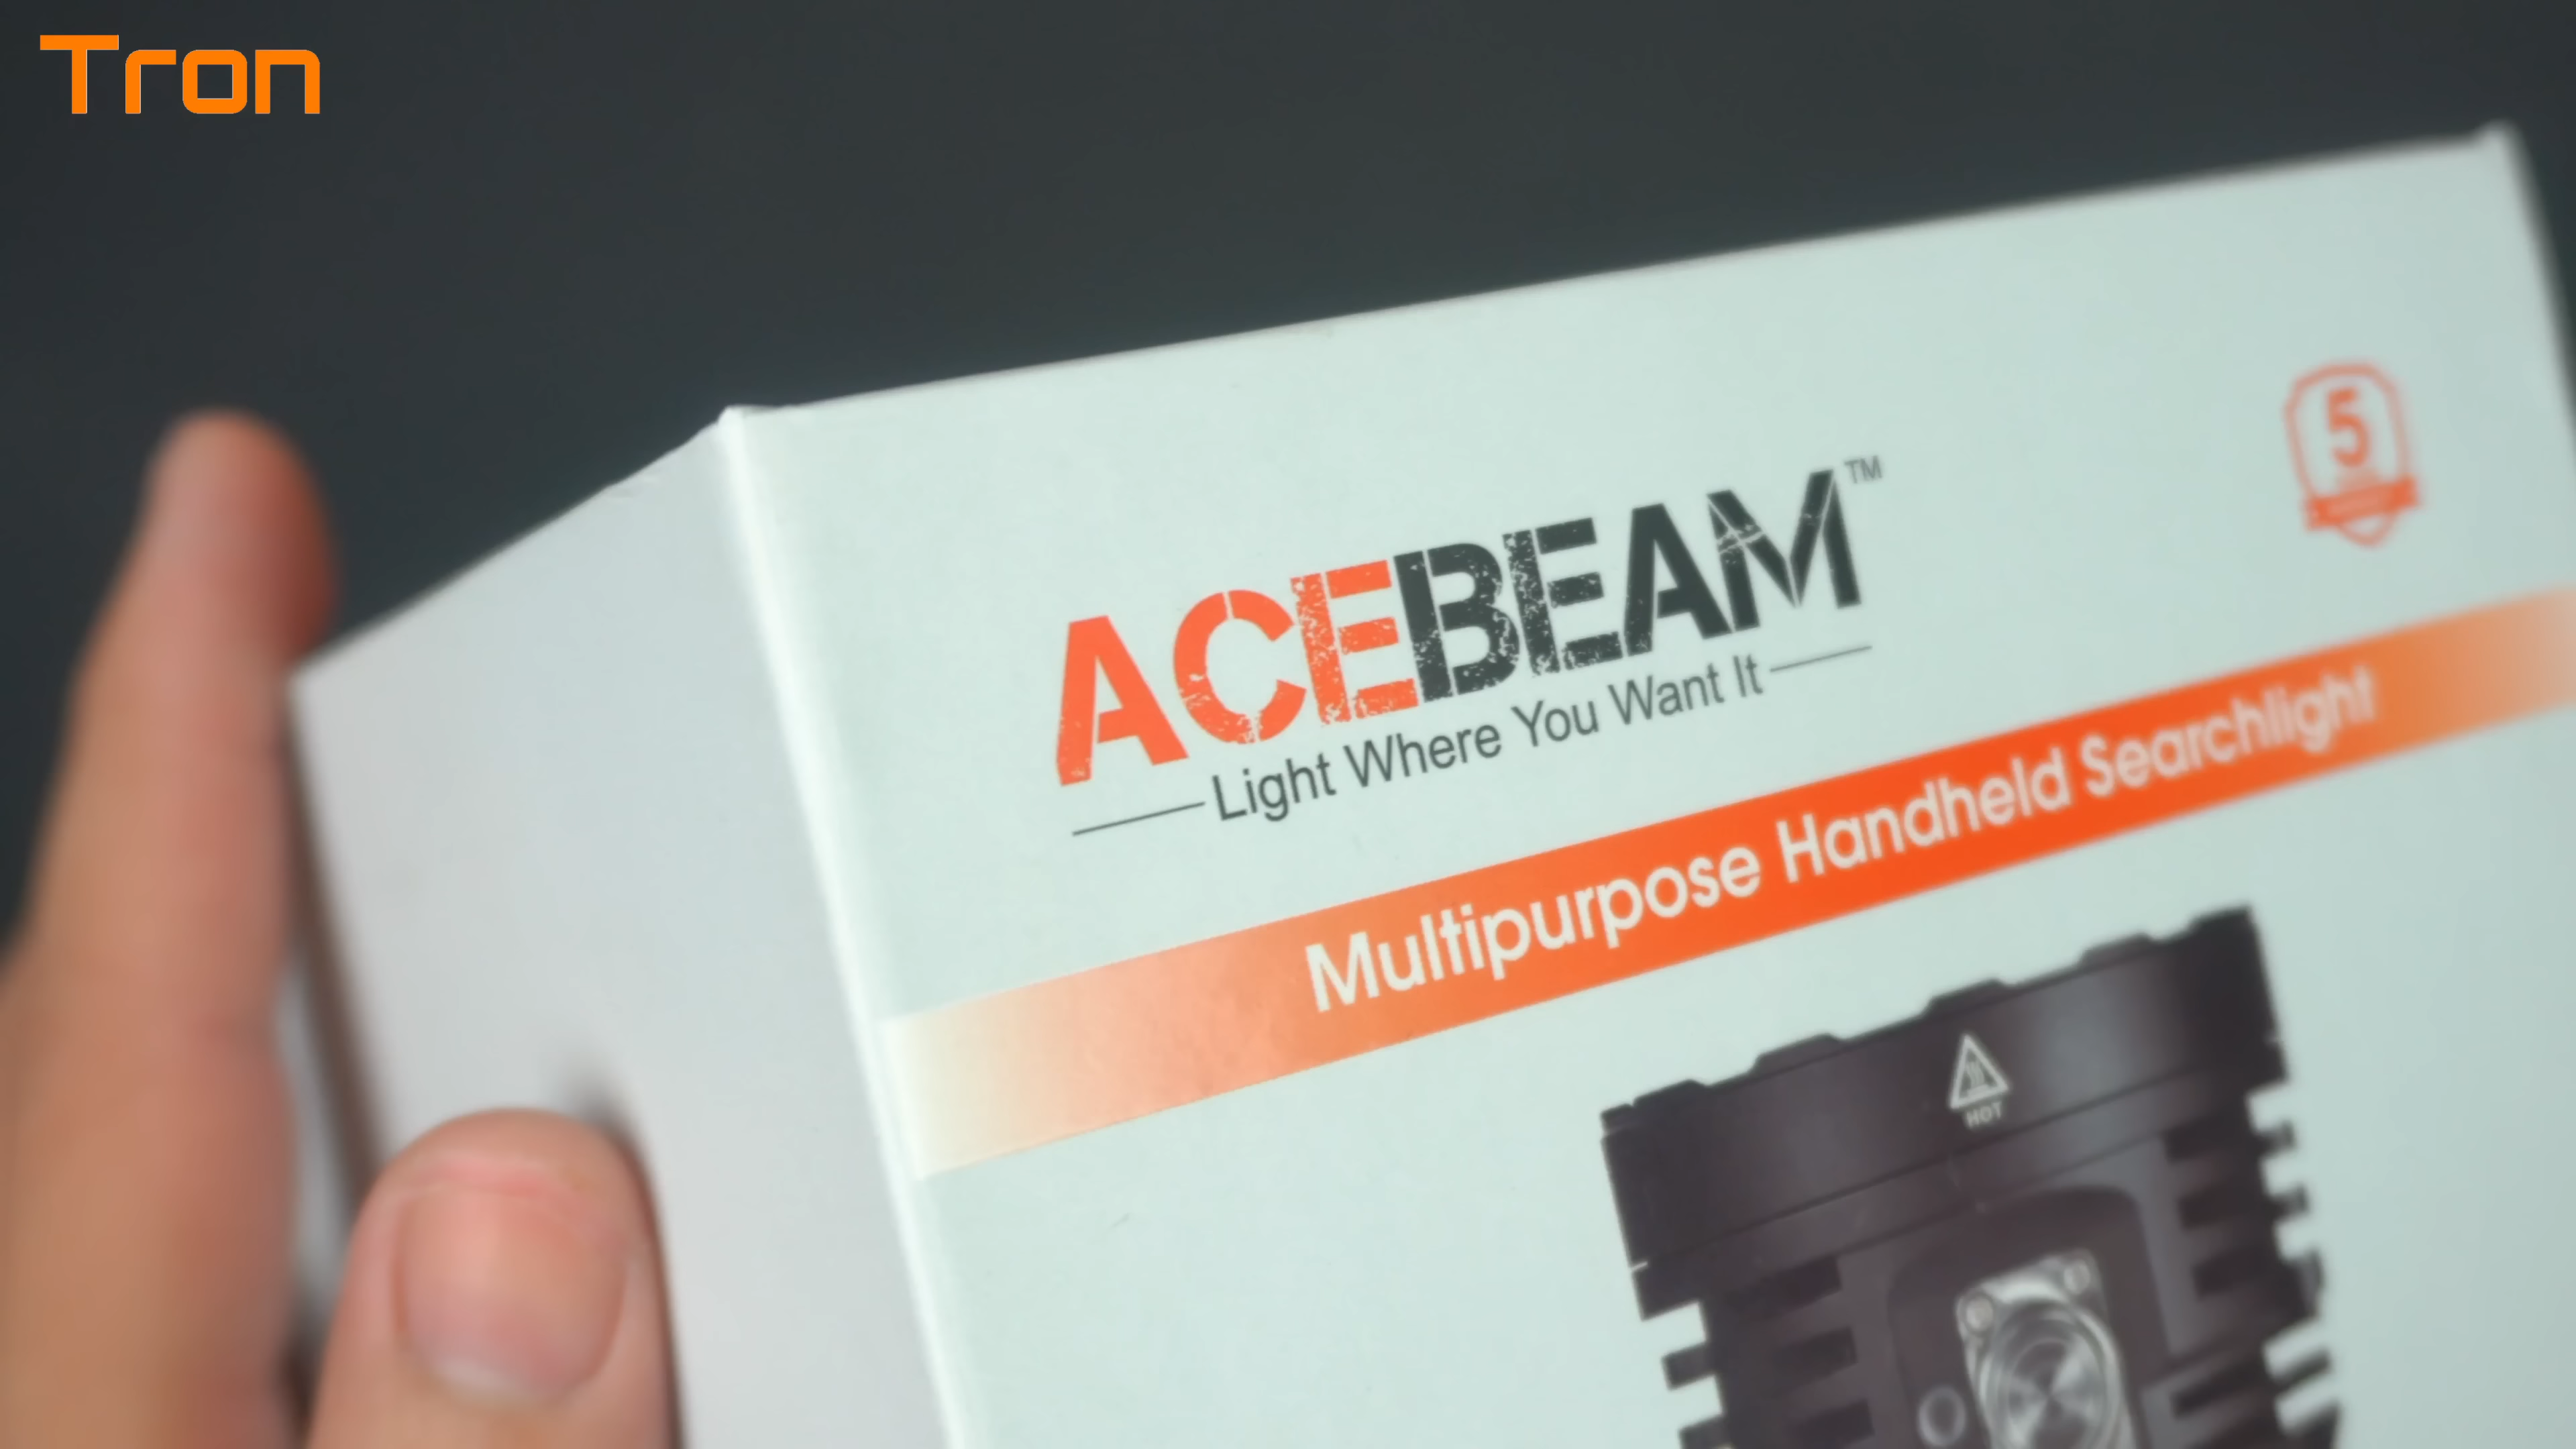 Tron
ACEBEAM™
Light Where You Want It
5
Multipurpose Handheld Searchlight
HOT